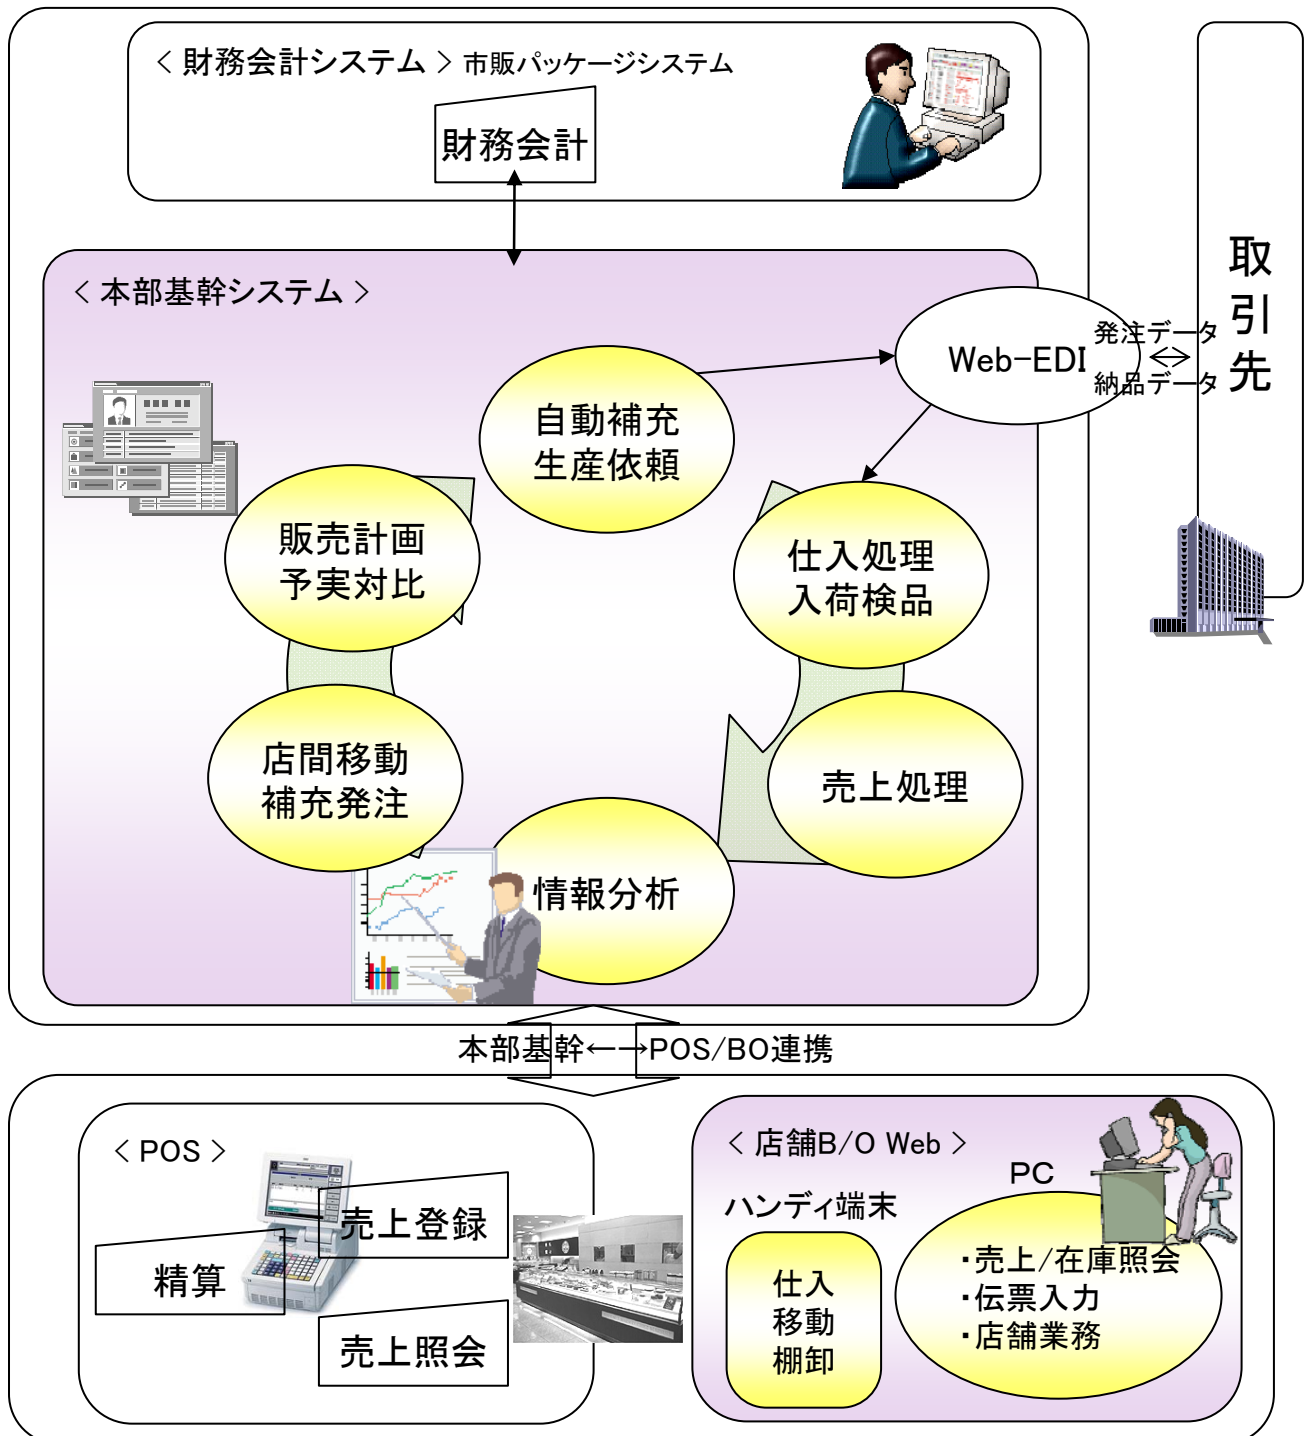 < 財務会計システム > 市販パッケージシステム
財務会計
< 本部基幹システム >
取引先
Web-EDI
発注データ
納品データ
自動補充
生産依頼
販売計画
予実対比
仕入処理
入荷検品
店間移動
補充発注
売上処理
情報分析
本部基幹←→POS/BO連携
< POS >
売上登録
精算
売上照会
< 店舗B/O Web >
PC
ハンディ端末
仕入
移動
棚卸
・売上/在庫照会
・伝票入力
・店舗業務